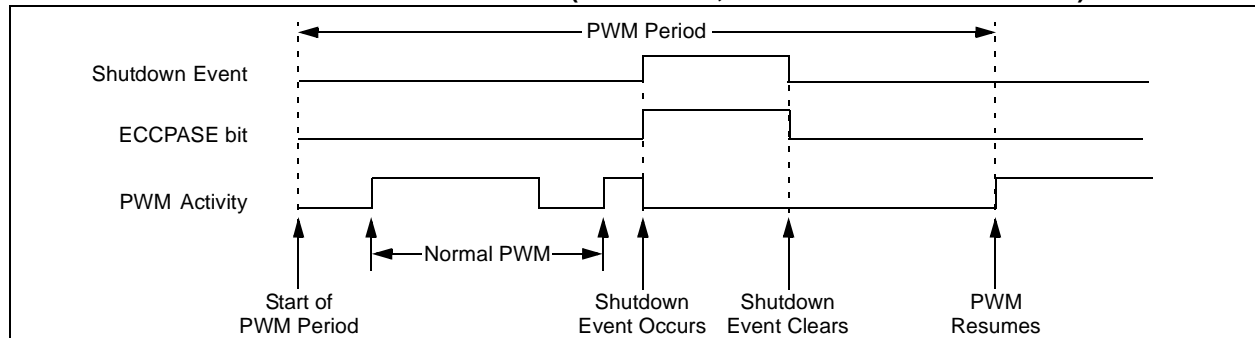 PWM Period
Shutdown Event
ECCPASE bit
PWM Activity
Normal PWM
Start of
PWM Period
Shutdown
Event Occurs
Shutdown
Event Clears
PWM
Resumes